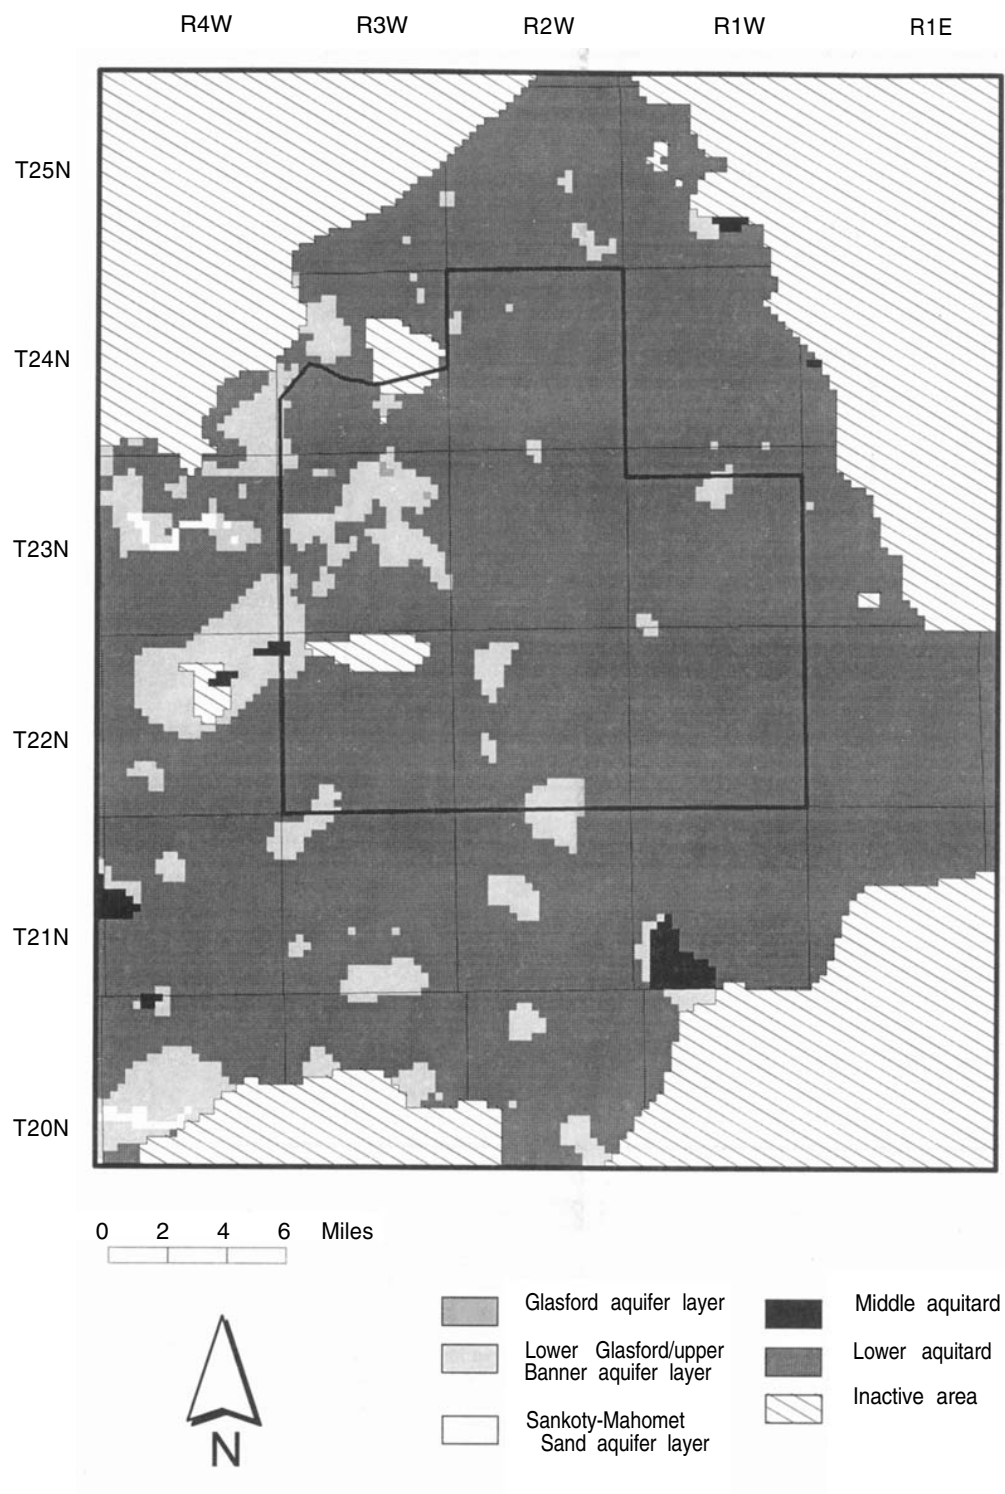 R4W R3W R2W R1W R1E
T25N
T24N
T23N
T22N
T21N
T20N
0 2 4 6 Miles
N
Glasford aquifer layer
Lower Glasford/upper
Banner aquifer layer
Sankoty-Mahomet
Sand aquifer layer
Middle aquitard
Lower aquitard
Inactive area